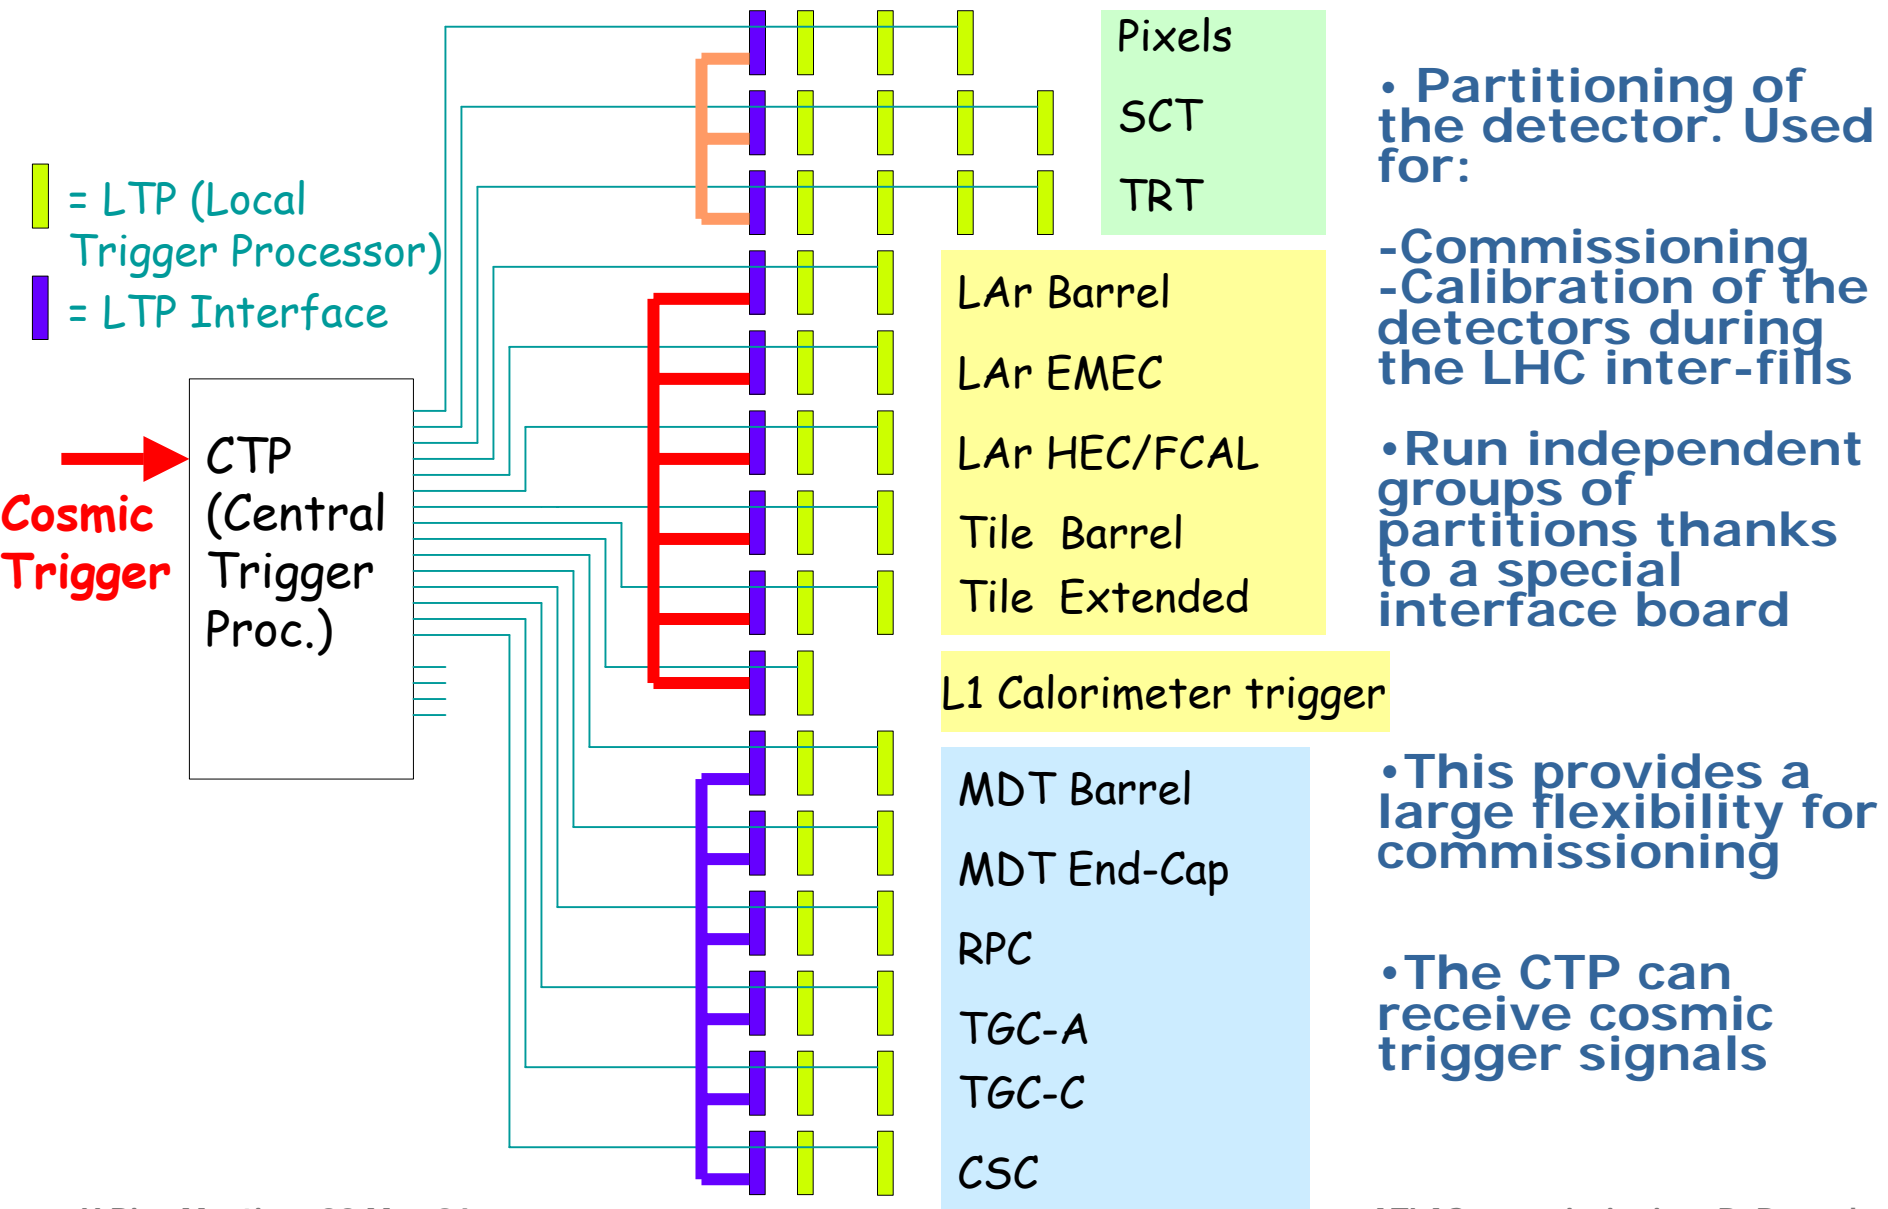 = LTP (Local
Trigger Processor)
= LTP Interface
Cosmic
Trigger
CTP
(Central
Trigger
Proc.)
Pixels
SCT
TRT
LAr Barrel
LAr EMEC
LAr HEC/FCAL
Tile Barrel
Tile Extended
L1 Calorimeter trigger
MDT Barrel
MDT End-Cap
RPC
TGC-A
TGC-C
CSC
• Partitioning of
the detector. Used
for:
-Commissioning
-Calibration of the
detectors during
the LHC inter-fills
•Run independent
groups of
partitions thanks
to a special
interface board
•This provides a
large flexibility for
commissioning
•The CTP can
receive cosmic
trigger signals